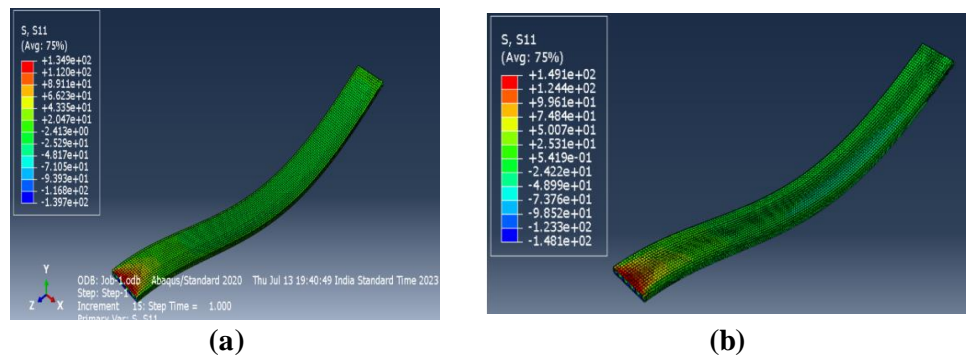 S, S11
(Avg: 75%)
+1.349e+02
+1.120e+02
+8.911e+01
+6.623e+01
+4.335e+01
+2.047e+01
-2.413e+00
-2.529e+01
-4.817e+01
-7.105e+01
-9.393e+01
-1.168e+02
-1.397e+02
Y
Z X
ODB: Job-1.odb Abaqus/Standard 2020 Thu Jul 13 19:40:49 India Standard Time 2023
Step: Step-1
Increment 15: Step Time = 1.000
Primary Var: S, S11
(a)
S, S11
(Avg: 75%)
+1.491e+02
+1.244e+02
+9.961e+01
+7.484e+01
+5.007e+01
+2.531e+01
+5.419e-01
-2.422e+01
-4.899e+01
-7.376e+01
-9.852e+01
-1.233e+02
-1.481e+02
(b)